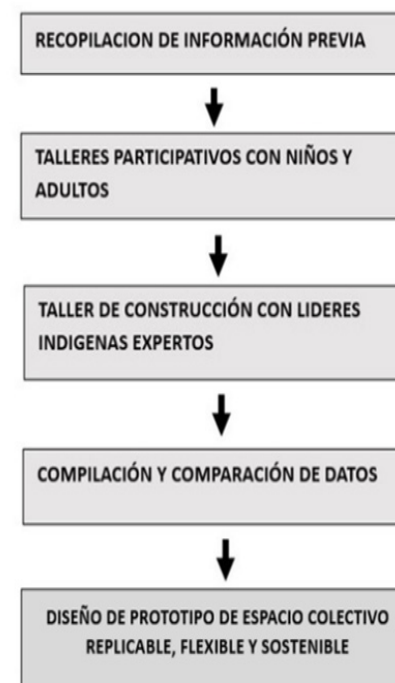 RECOPILACION DE INFORMACIÓN PREVIA
TALLERES PARTICIPATIVOS CON NIÑOS Y
ADULTOS
TALLER DE CONSTRUCCIÓN CON LIDERES
INDIGENAS EXPERTOS
COMPILACIÓN Y COMPARACIÓN DE DATOS
DISEÑO DE PROTOTIPO DE ESPACIO COLECTIVO
REPLICABLE, FLEXIBLE Y SOSTENIBLE